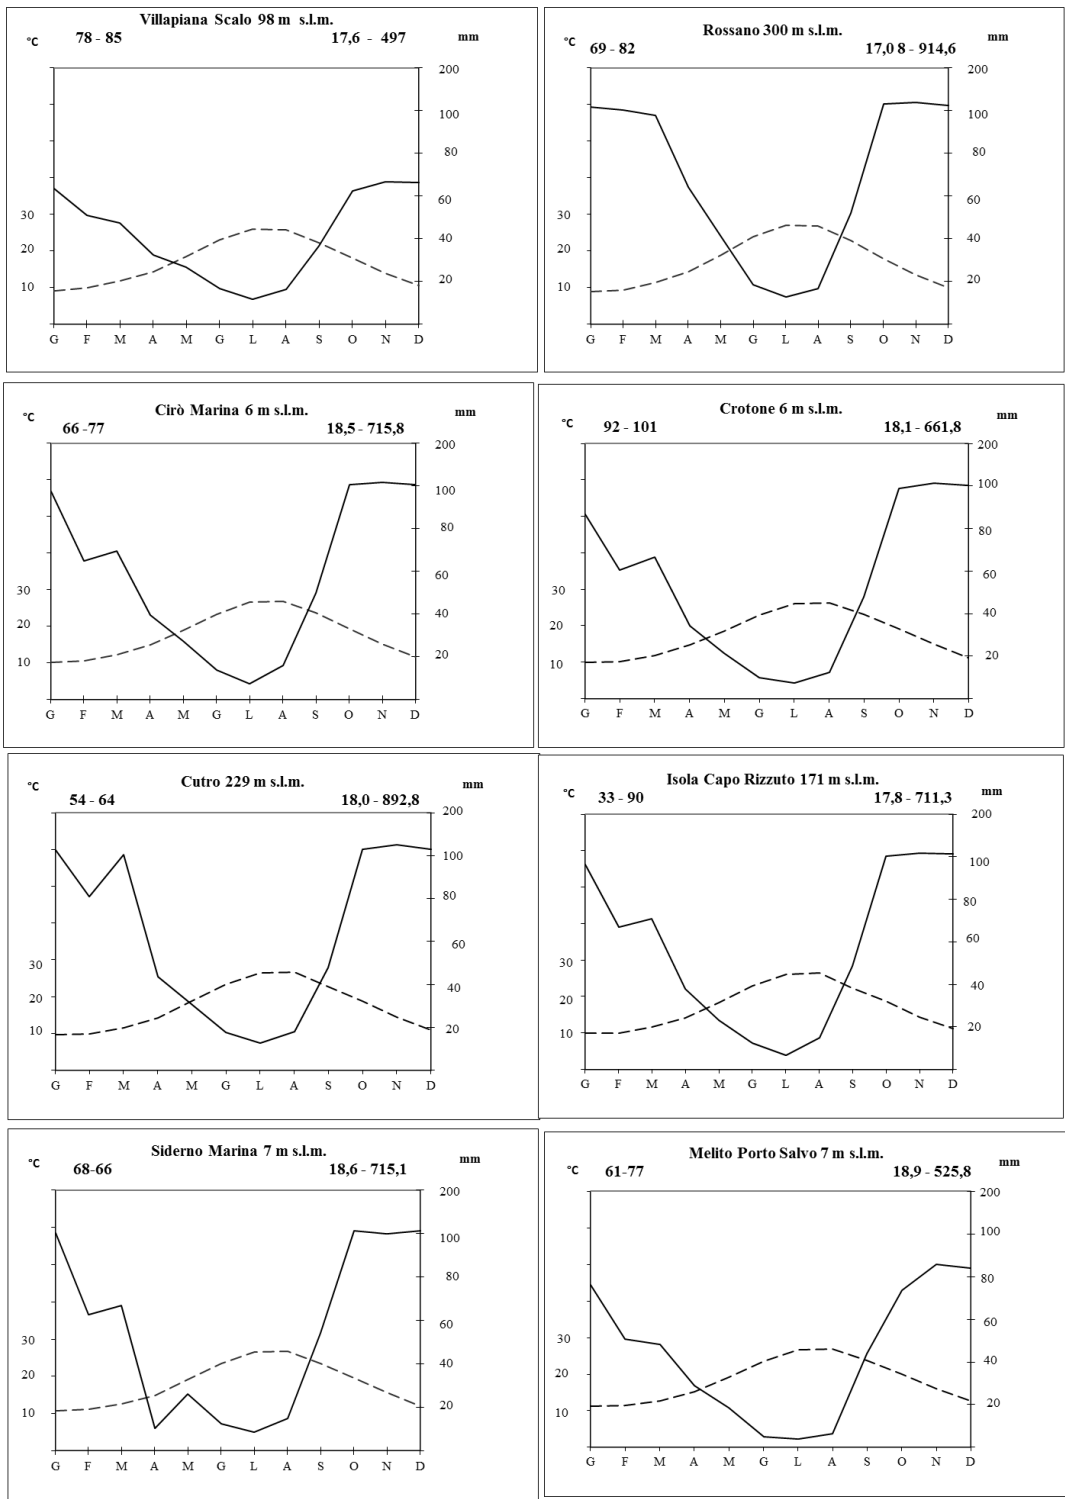 Villapiana Scalo 98 m s.l.m.
°C 78 - 85 17,6 - 497 mm
200
100
80
60
30 40
20
10 20
G F M A M G L A S O N D
Rossano 300 m s.l.m.
°C 69 - 82 17,0 8 - 914,6 mm
200
100
80
60
30 40
20
10 20
G F M A M G L A S O N D
Cirò Marina 6 m s.l.m.
°C 66 -77 18,5 - 715,8 mm
200
100
80
60
30 40
20
10 20
G F M A M G L A S O N D
Crotone 6 m s.l.m.
°C 92 - 101 18,1 - 661,8 mm
200
100
80
60
30 40
20
10 20
G F M A M G L A S O N D
Cutro 229 m s.l.m.
°C 54 - 64 18,0 - 892,8 mm
200
100
80
60
30 40
20
10 20
G F M A M G L A S O N D
Isola Capo Rizzuto 171 m s.l.m.
°C 33 - 90 17,8 - 711,3 mm
200
100
80
60
30 40
20
10 20
G F M A M G L A S O N D
Siderno Marina 7 m s.l.m.
°C 68-66 18,6 - 715,1 mm
200
100
80
60
30 40
20
10 20
G F M A M G L A S O N D
Melito Porto Salvo 7 m s.l.m.
°C 61-77 18,9 - 525,8 mm
200
100
80
60
30 40
20
10 20
G F M A M G L A S O N D